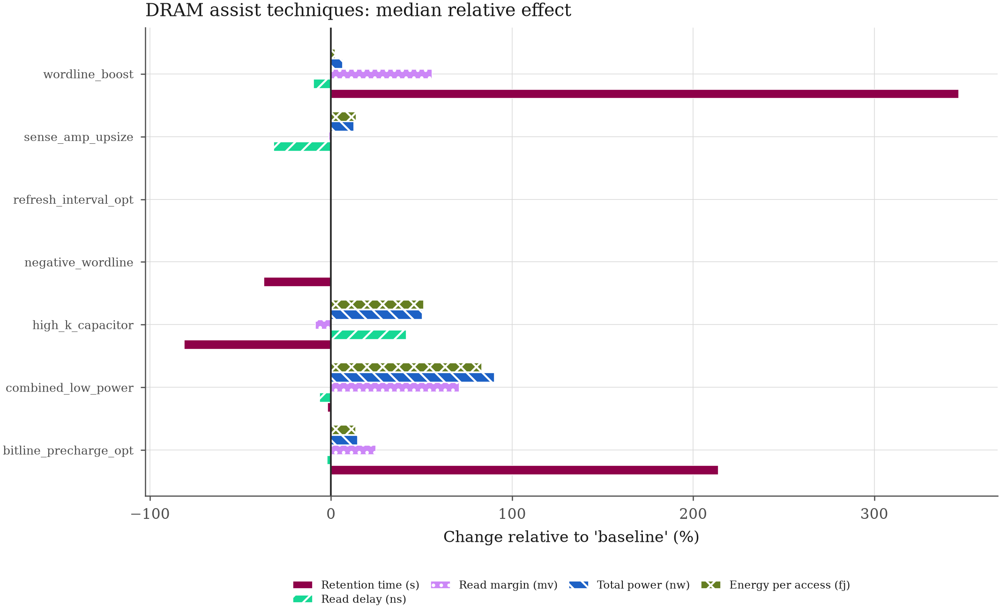 DRAM assist techniques: median relative effect
wordline_boost
sense_amp_upsize
refresh_interval_opt
negative_wordline
high_k_capacitor
combined_low_power
bitline_precharge_opt
−100 0 100 200 300
Change relative to 'baseline' (%)
Retention time (s) Read margin (mv) Total power (nw) Energy per access (fj)
Read delay (ns)